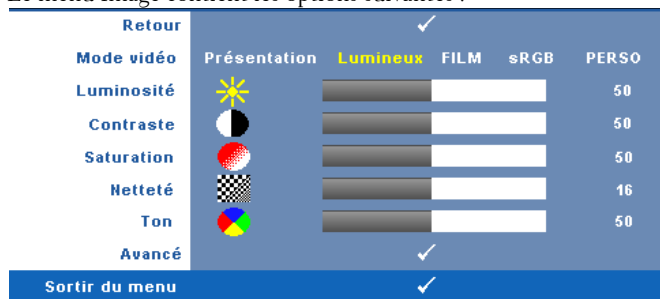 Retour
Mode vidéo Présentation Lumineux FILM sRGB PERSO
Luminosité 50
Contraste 50
Saturation 50
Netteté 16
Ton 50
Avancé
Sortir du menu